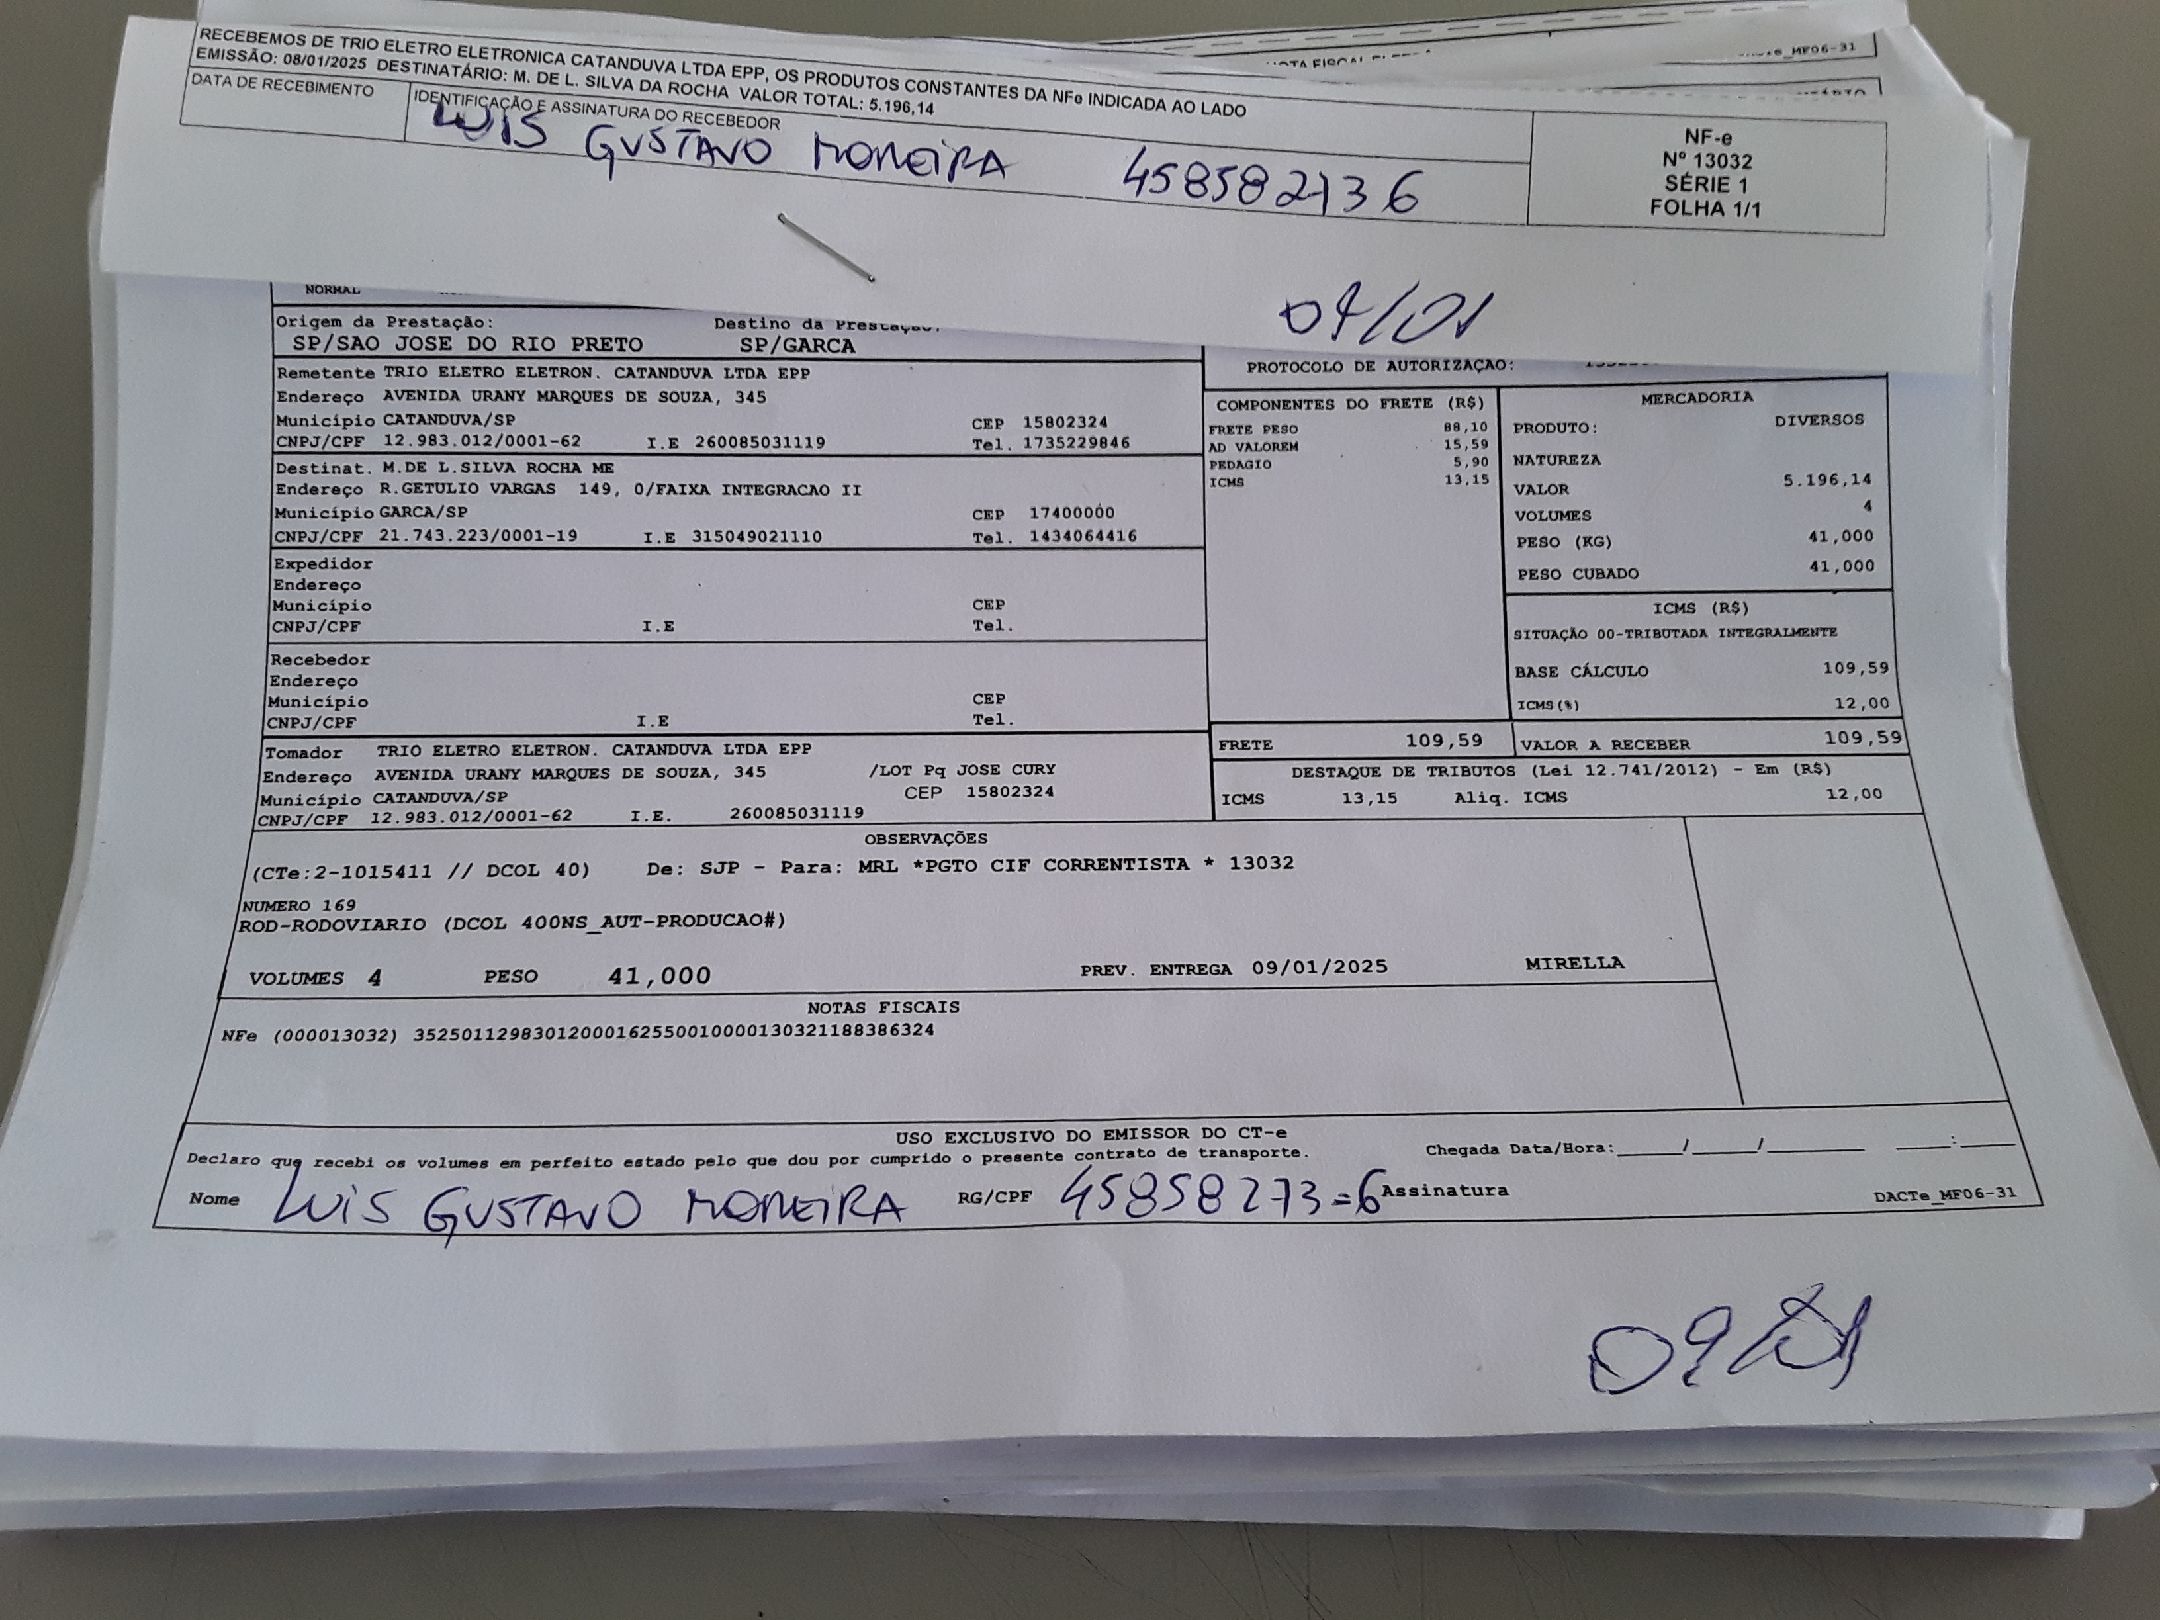 RECEBEMOS DE TRIO ELETRO ELETRONICA CATANDUVA LTDA EPP, OS PRODUTOS CONSTANTES DA NFe INDICADA AO LADO
EMISSÃO: 08/01/2025 DESTINATÁRIO: M. DE L. SILVA DA ROCHA VALOR TOTAL: 5.196,14
DATA DE RECEBIMENTO
IDENTIFICAÇÃO E ASSINATURA DO RECEBEDOR
LUIS GUSTAVO MOREIRA 458582736
NF-e
Nº 13032
SÉRIE 1
FOLHA 1/1
MF06-31
09/01
NORMAL
Origem da Prestação: Destino da Prestação:
SP/SAO JOSE DO RIO PRETO SP/GARCA
PROTOCOLO DE AUTORIZAÇÃO:
Remetente TRIO ELETRO ELETRON. CATANDUVA LTDA EPP
Endereço AVENIDA URANY MARQUES DE SOUZA, 345
Município CATANDUVA/SP CEP 15802324
CNPJ/CPF 12.983.012/0001-62 I.E 260085031119 Tel. 1735229846
Destinat. M.DE L.SILVA ROCHA ME
Endereço R.GETULIO VARGAS 149, 0/FAIXA INTEGRACAO II
Município GARCA/SP CEP 17400000
CNPJ/CPF 21.743.223/0001-19 I.E 315049021110 Tel. 1434064416
Expedidor
Endereço
Município CEP
CNPJ/CPF I.E Tel.
Recebedor
Endereço
Município CEP
CNPJ/CPF I.E Tel.
Tomador TRIO ELETRO ELETRON. CATANDUVA LTDA EPP
Endereço AVENIDA URANY MARQUES DE SOUZA, 345 /LOT Pq JOSE CURY
Município CATANDUVA/SP CEP 15802324
CNPJ/CPF 12.983.012/0001-62 I.E. 260085031119
COMPONENTES DO FRETE (R$)
FRETE PESO 88,10
AD VALOREM 15,59
PEDAGIO 5,90
ICMS 13,15
MERCADORIA
PRODUTO: DIVERSOS
NATUREZA
VALOR 5.196,14
VOLUMES 4
PESO (KG) 41,000
PESO CUBADO 41,000
ICMS (R$)
SITUAÇÃO 00-TRIBUTADA INTEGRALMENTE
BASE CÁLCULO 109,59
ICMS(%) 12,00
FRETE 109,59 VALOR A RECEBER 109,59
DESTAQUE DE TRIBUTOS (Lei 12.741/2012) - Em (R$)
ICMS 13,15 Aliq. ICMS 12,00
OBSERVAÇÕES
(CTe:2-1015411 // DCOL 40) De: SJP - Para: MRL *PGTO CIF CORRENTISTA * 13032
NUMERO 169
ROD-RODOVIARIO (DCOL 400NS_AUT-PRODUCAO#)
VOLUMES 4 PESO 41,000 PREV. ENTREGA 09/01/2025 MIRELLA
NOTAS FISCAIS
NFe (000013032) 35250112983012000162550010000130321188386324
USO EXCLUSIVO DO EMISSOR DO CT-e
Declaro que recebi os volumes em perfeito estado pelo que dou por cumprido o presente contrato de transporte. Chegada Data/Hora:____/____/______ ___:___
Nome LUIS GUSTAVO MOREIRA RG/CPF 45858273=6 Assinatura
DACTe_MF06-31
09/01